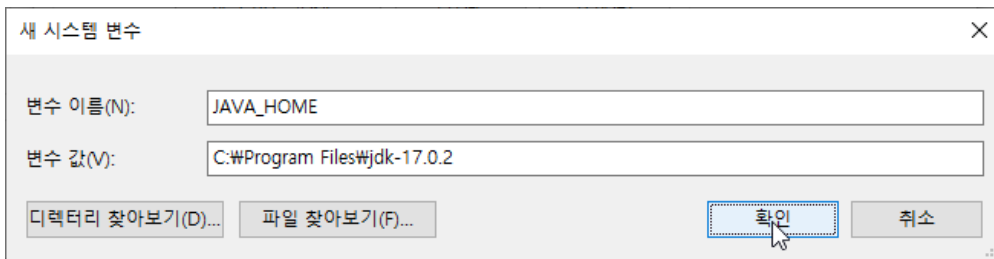 새 시스템 변수
변수 이름(N):
JAVA_HOME
변수 값(V):
C:₩Program Files₩jdk-17.0.2
디렉터리 찾아보기(D)...
파일 찾아보기(F)...
확인
취소